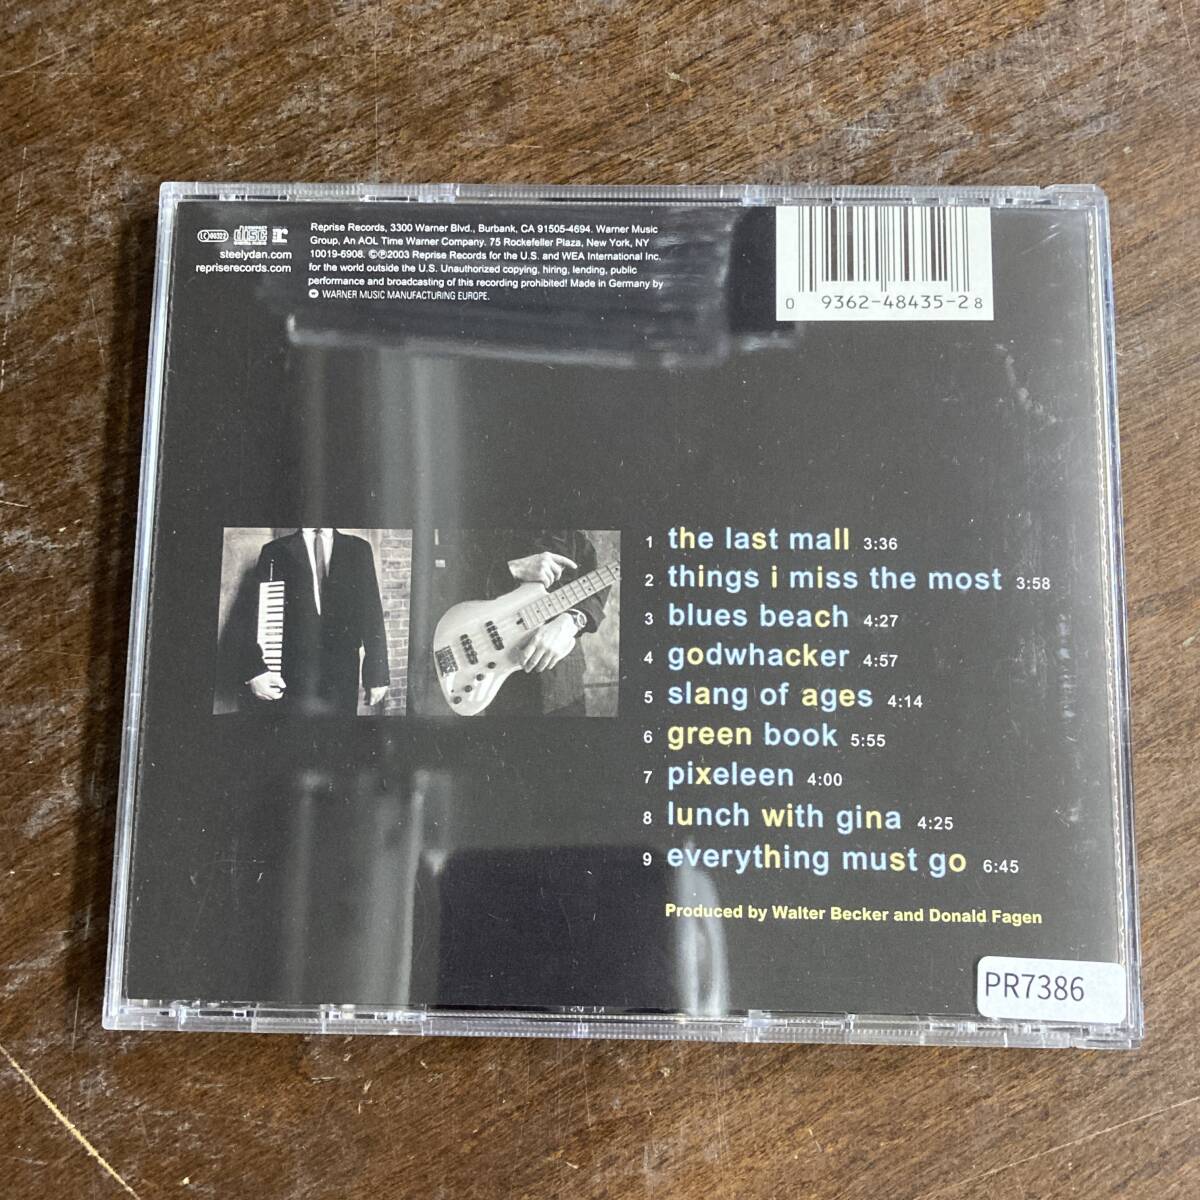 LC 00322
COMPACT
disc
DIGITAL AUDIO
r
steelydan.com
repriserecords.com
Reprise Records, 3300 Warner Blvd., Burbank, CA 91505-4694. Warner Music
Group, An AOL Time Warner Company. 75 Rockefeller Plaza, New York, NY
10019-6908. ©℗2003 Reprise Records for the U.S. and WEA International Inc.
for the world outside the U.S. Unauthorized copying, hiring, lending, public
performance and broadcasting of this recording prohibited! Made in Germany by
WARNER MUSIC MANUFACTURING EUROPE.
0 9362-48435-2 8
1 the last mall 3:36
2 things i miss the most 3:58
3 blues beach 4:27
4 godwhacker 4:57
5 slang of ages 4:14
6 green book 5:55
7 pixeleen 4:00
8 lunch with gina 4:25
9 everything must go 6:45
Produced by Walter Becker and Donald Fagen
PR7386